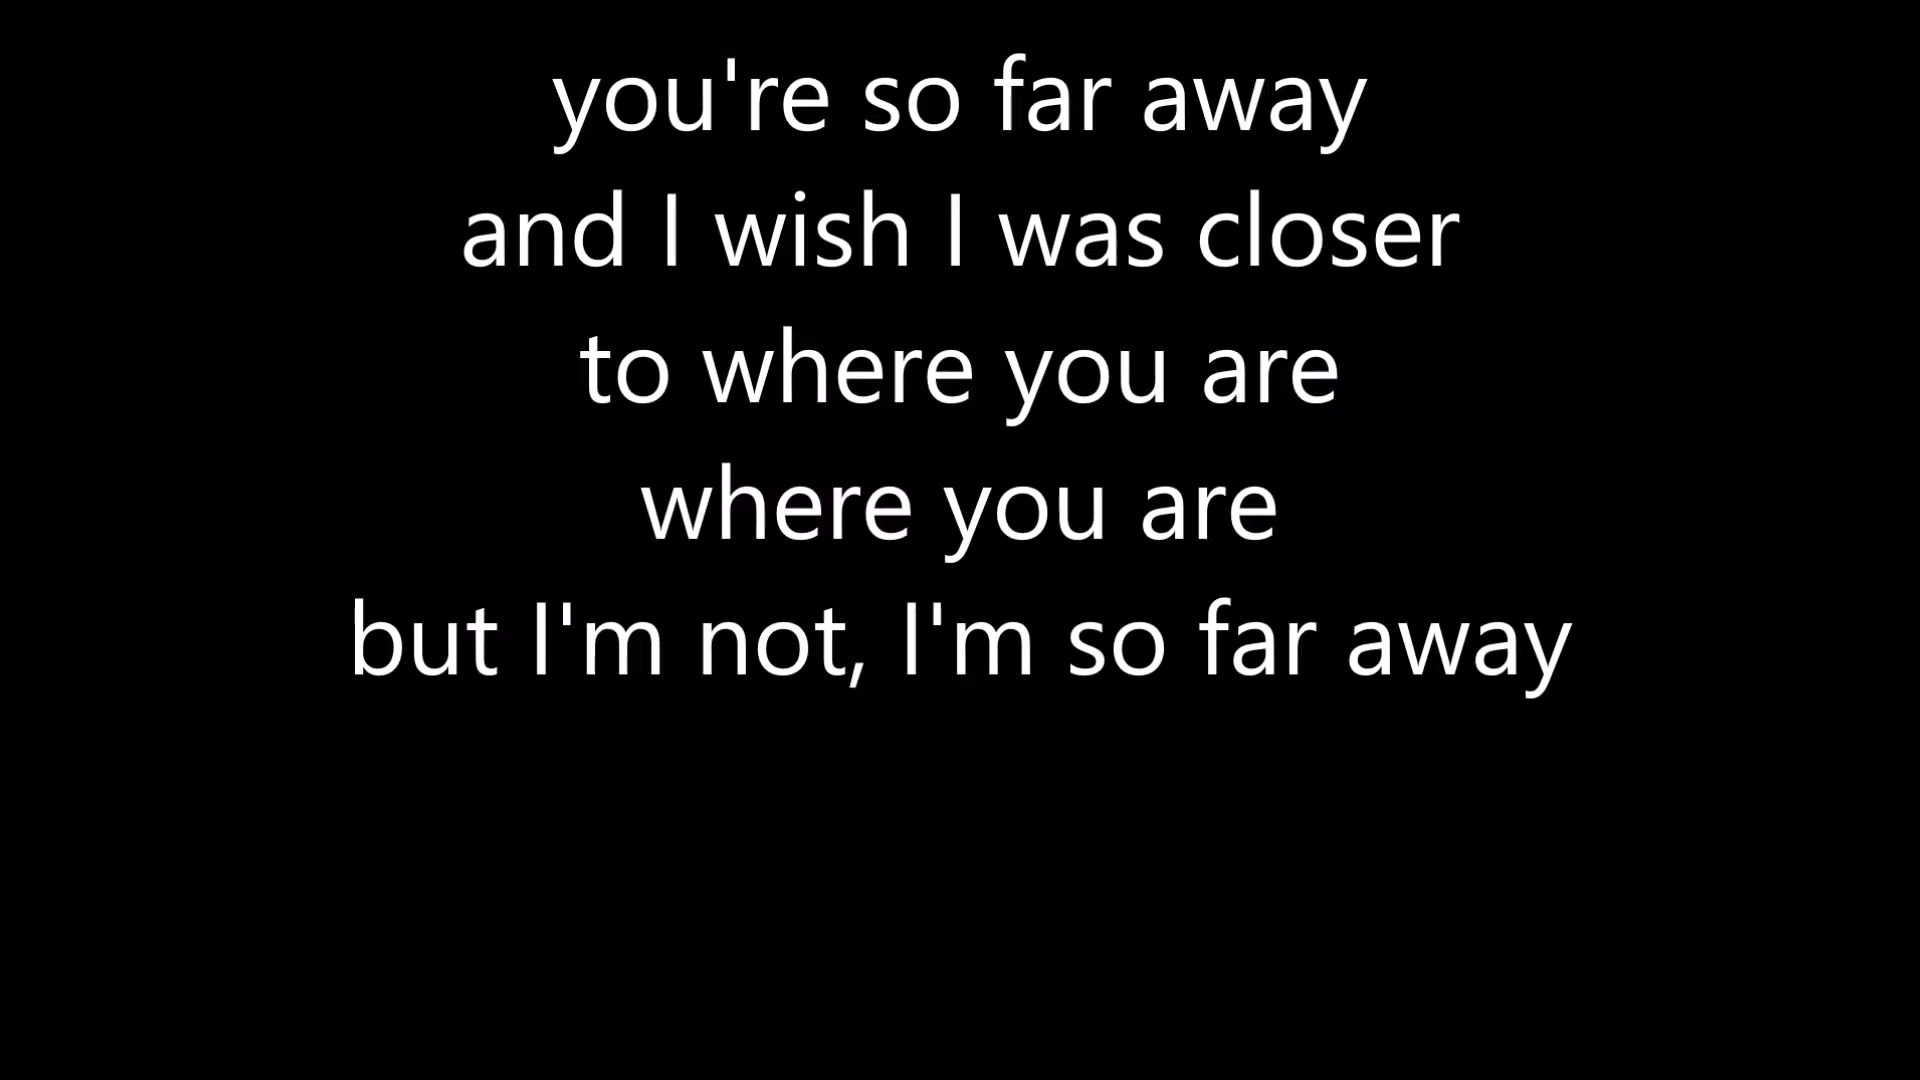 you're so far away
and I wish I was closer
to where you are
where you are
but I'm not, I'm so far away